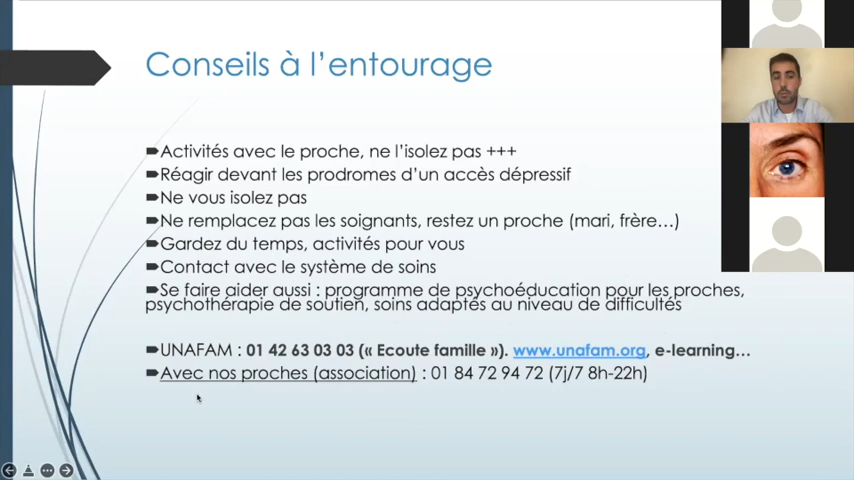 Conseils à l’entourage
Activités avec le proche, ne l’isolez pas +++
Réagir devant les prodromes d’un accès dépressif
Ne vous isolez pas
Ne remplacez pas les soignants, restez un proche (mari, frère…)
Gardez du temps, activités pour vous
Contact avec le système de soins
Se faire aider aussi : programme de psychoéducation pour les proches,
psychothérapie de soutien, soins adaptés au niveau de difficultés
UNAFAM : 01 42 63 03 03 (« Ecoute famille »). www.unafam.org, e-learning…
Avec nos proches (association) : 01 84 72 94 72 (7j/7 8h-22h)